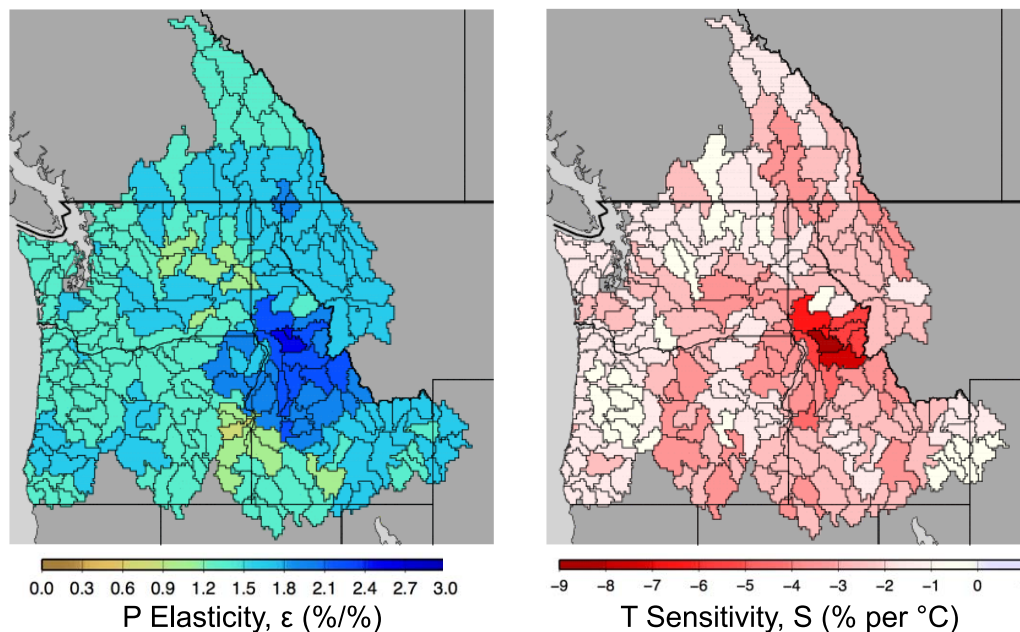 0.0 0.3 0.6 0.9 1.2 1.5 1.8 2.1 2.4 2.7 3.0
P Elasticity, ε (%/%)
−9 −8 −7 −6 −5 −4 −3 −2 −1 0 1
T Sensitivity, S (% per °C)